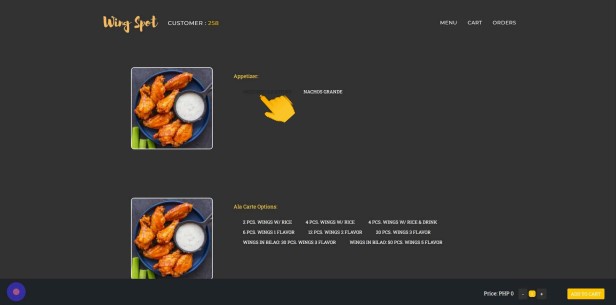 Wing Spot
CUSTOMER : 258
MENU CART ORDERS
Appetizer:
NACHOS GRANDE
Ala Carte Options:
2 PCS. WINGS W/ RICE 4 PCS. WINGS W/ RICE 4 PCS. WINGS W/ RICE & DRINK
6 PCS. WINGS 1 FLAVOR 12 PCS. WINGS 2 FLAVOR 20 PCS. WINGS 3 FLAVOR
WINGS IN BILAO: 30 PCS. WINGS 3 FLAVOR WINGS IN BILAO: 50 PCS. WINGS 5 FLAVOR
Price: PHP 0 - +
ADD TO CART